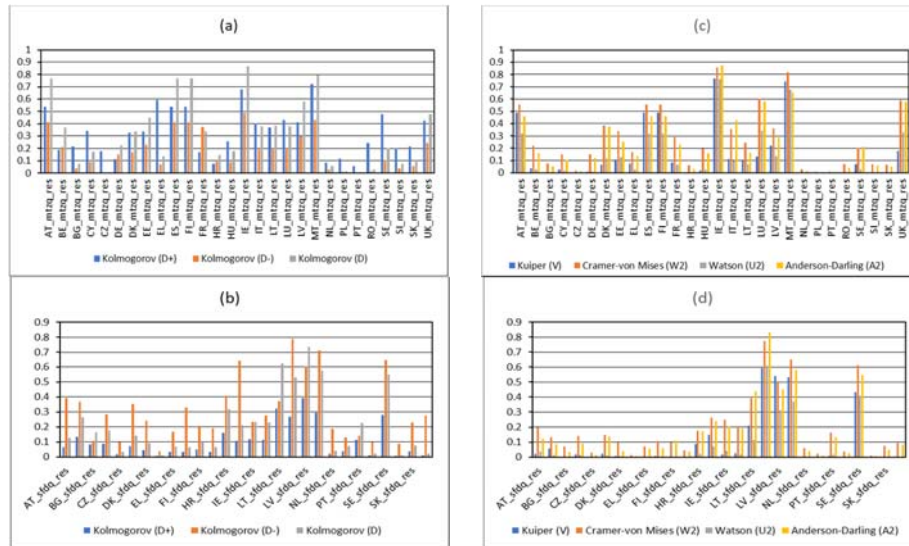 (a)
1
0.9
0.8
0.7
0.6
0.5
0.4
0.3
0.2
0.1
0
AT_mtzq_res
BE_mtzq_res
BG_mtzq_res
CY_mtzq_res
CZ_mtzq_res
DE_mtzq_res
DK_mtzq_res
EE_mtzq_res
EL_mtzq_res
ES_mtzq_res
FI_mtzq_res
FR_mtzq_res
HR_mtzq_res
HU_mtzq_res
IE_mtzq_res
IT_mtzq_res
LT_mtzq_res
LU_mtzq_res
LV_mtzq_res
MT_mtzq_res
NL_mtzq_res
PL_mtzq_res
PT_mtzq_res
RO_mtzq_res
SE_mtzq_res
SI_mtzq_res
SK_mtzq_res
UK_mtzq_res
Kolmogorov (D+) Kolmogorov (D-) Kolmogorov (D)
(c)
1
0.9
0.8
0.7
0.6
0.5
0.4
0.3
0.2
0.1
0
AT_mtzq_res
BE_mtzq_res
BG_mtzq_res
CY_mtzq_res
CZ_mtzq_res
DE_mtzq_res
DK_mtzq_res
EE_mtzq_res
EL_mtzq_res
ES_mtzq_res
FI_mtzq_res
FR_mtzq_res
HR_mtzq_res
HU_mtzq_res
IE_mtzq_res
IT_mtzq_res
LT_mtzq_res
LU_mtzq_res
LV_mtzq_res
MT_mtzq_res
NL_mtzq_res
PL_mtzq_res
PT_mtzq_res
RO_mtzq_res
SE_mtzq_res
SI_mtzq_res
SK_mtzq_res
UK_mtzq_res
Kuiper (V) Cramer-von Mises (W2) Watson (U2) Anderson-Darling (A2)
(b)
0.9
0.8
0.7
0.6
0.5
0.4
0.3
0.2
0.1
0
AT_sfdq_res
BG_sfdq_res
CZ_sfdq_res
DK_sfdq_res
EL_sfdq_res
FI_sfdq_res
HR_sfdq_res
IE_sfdq_res
LT_sfdq_res
LV_sfdq_res
NL_sfdq_res
PT_sfdq_res
SE_sfdq_res
SK_sfdq_res
Kolmogorov (D+) Kolmogorov (D-) Kolmogorov (D)
(d)
0.9
0.8
0.7
0.6
0.5
0.4
0.3
0.2
0.1
0
AT_sfdq_res
BG_sfdq_res
CZ_sfdq_res
DK_sfdq_res
EL_sfdq_res
FI_sfdq_res
HR_sfdq_res
IE_sfdq_res
LT_sfdq_res
LV_sfdq_res
NL_sfdq_res
PT_sfdq_res
SE_sfdq_res
SK_sfdq_res
Kuiper (V) Cramer-von Mises (W2) Watson (U2) Anderson-Darling (A2)